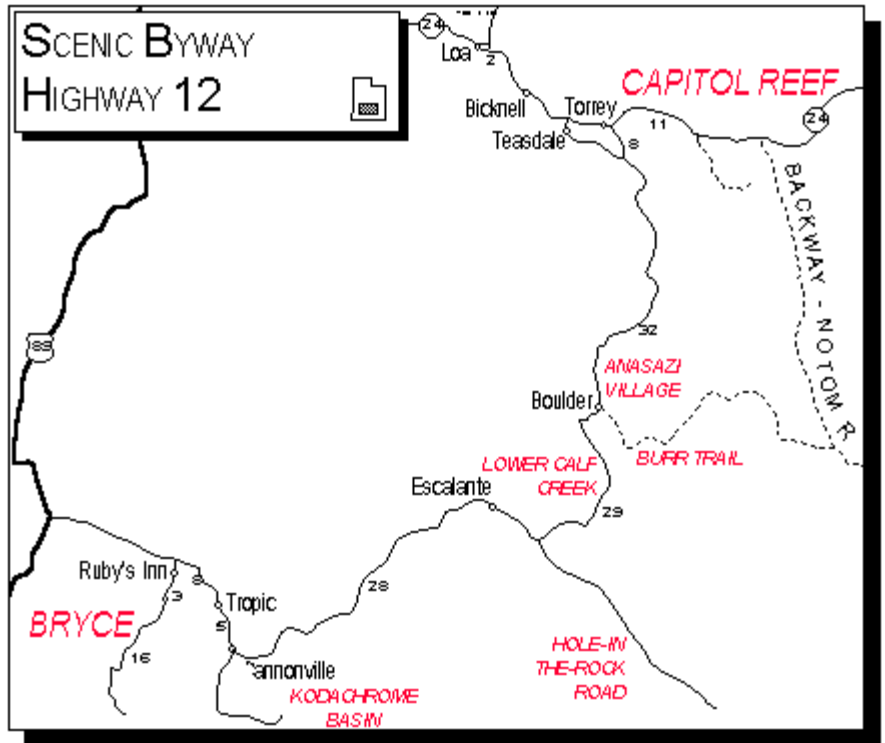 SCENIC BYWAY
HIGHWAY 12
24
Loa
2
Bicknell
Torrey
Teasdale
CAPITOL REEF
11
24
8
BACKWAY - NOTOM R
32
ANASAZI
VILLAGE
Boulder
BURR TRAIL
LOWER CALF
CREEK
Escalante
29
28
Ruby's Inn
3
Tropic
5
BRYCE
16
annonville
KODACHROME
BASIN
HOLE-IN
THE-ROCK
ROAD